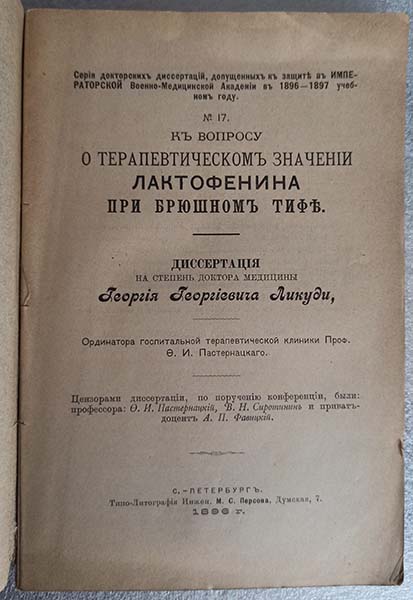 Серія докторскихъ диссертацій, допущенныхъ къ защитѣ въ ИМПЕ-
РАТОРСКОЙ Военно-Медицинской Академіи въ 1896—1897 учеб-
номъ году.
№ 17.
КЪ ВОПРОСУ
О ТЕРАПЕВТИЧЕСКОМЪ ЗНАЧЕНІИ
ЛАКТОФЕНИНА
ПРИ БРЮШНОМЪ ТИФѢ.
ДИССЕРТАЦІЯ
НА СТЕПЕНЬ ДОКТОРА МЕДИЦИНЫ
Георгія Георгіевича Ликуди,
Ординатора госпитальной терапевтической клиники Проф.
Ѳ. И. Пастернацкаго.
Цензорами диссертаціи, по порученію конференціи, были:
профессора: Ѳ. И. Пастернацкій, В. Н. Сиротининъ и приватъ-
доцентъ А. П. Фавицкій.
С.-ПЕТЕРБУРГЪ.
Типо-Литографія Инжен. М. С. Персона, Думская, 7.
1896 г.